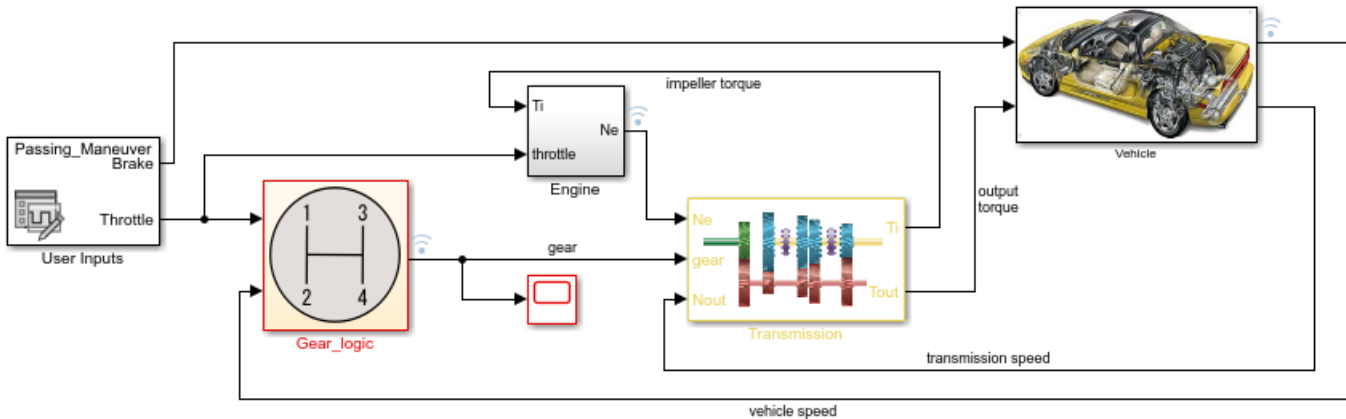 Passing_Maneuver
Brake
Throttle
User Inputs
1
3
2
4
Gear_logic
Ti
throttle
Ne
Engine
impeller torque
gear
Ne
gear
Nout
Ti
Tout
Transmission
output
torque
Vehicle
transmission speed
vehicle speed